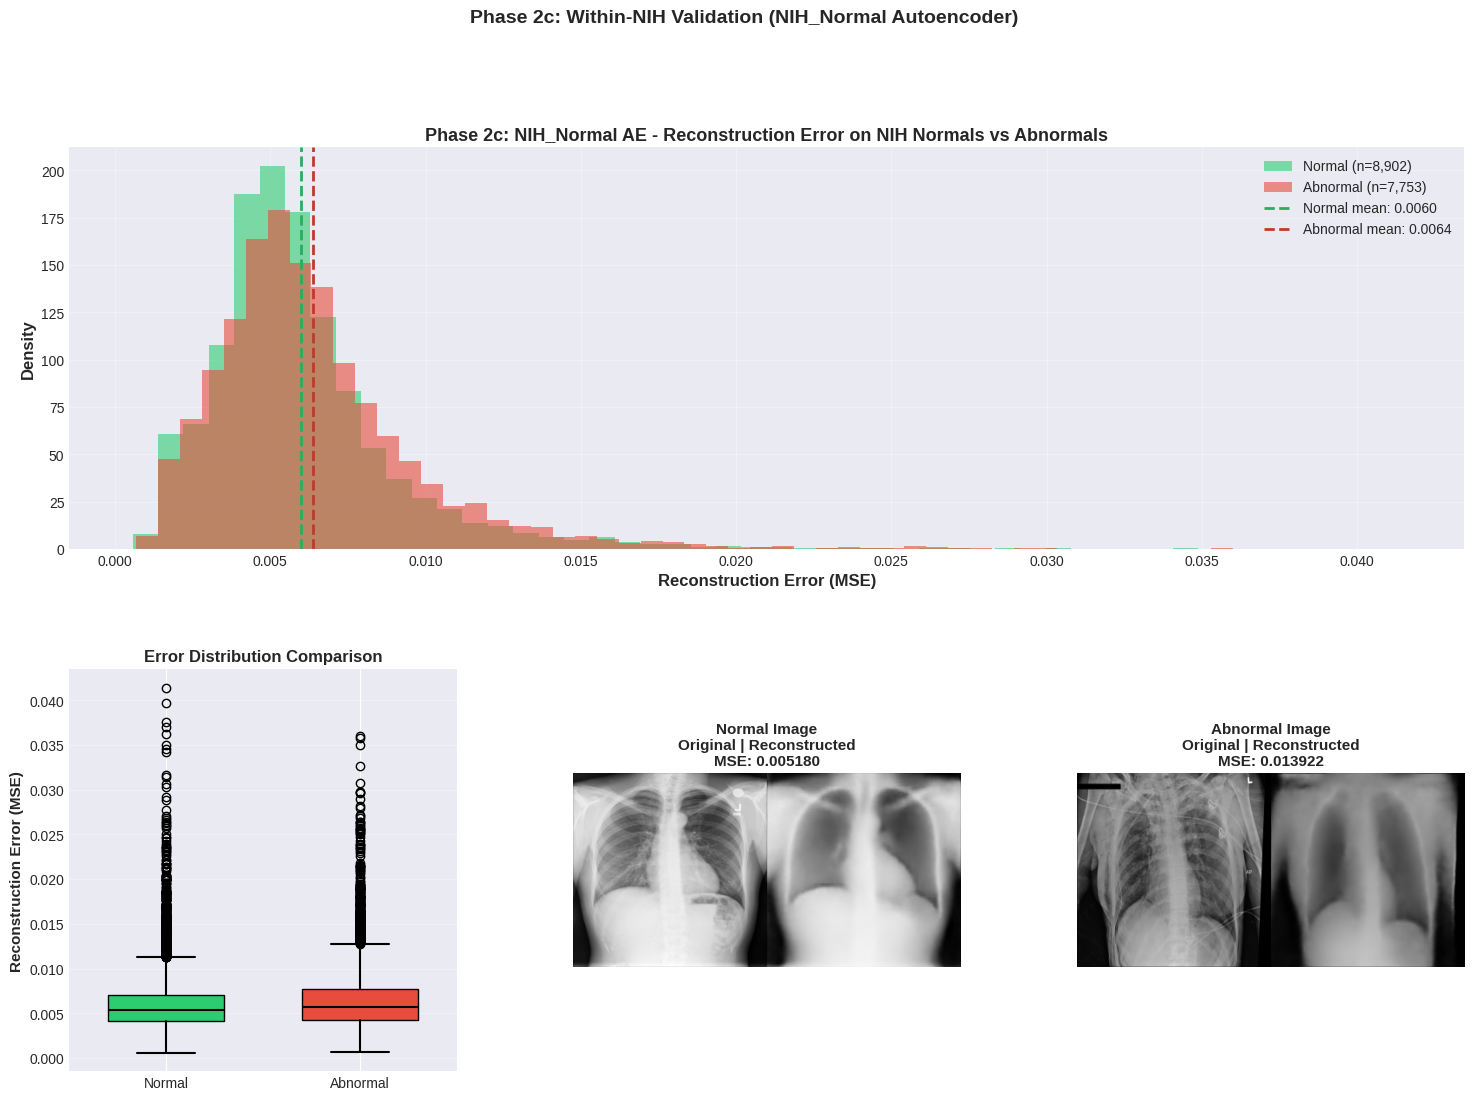 Phase 2c: Within-NIH Validation (NIH_Normal Autoencoder)
Phase 2c: NIH_Normal AE - Reconstruction Error on NIH Normals vs Abnormals
200
175
150
125
100
75
50
25
0
Density
Normal (n=8,902)
Abnormal (n=7,753)
Normal mean: 0.0060
Abnormal mean: 0.0064
0.000 0.005 0.010 0.015 0.020 0.025 0.030 0.035 0.040
Reconstruction Error (MSE)
Error Distribution Comparison
0.040
0.035
0.030
0.025
0.020
0.015
0.010
0.005
0.000
Reconstruction Error (MSE)
Normal Abnormal
Normal Image
Original | Reconstructed
MSE: 0.005180
L
Abnormal Image
Original | Reconstructed
MSE: 0.013922
L
AP